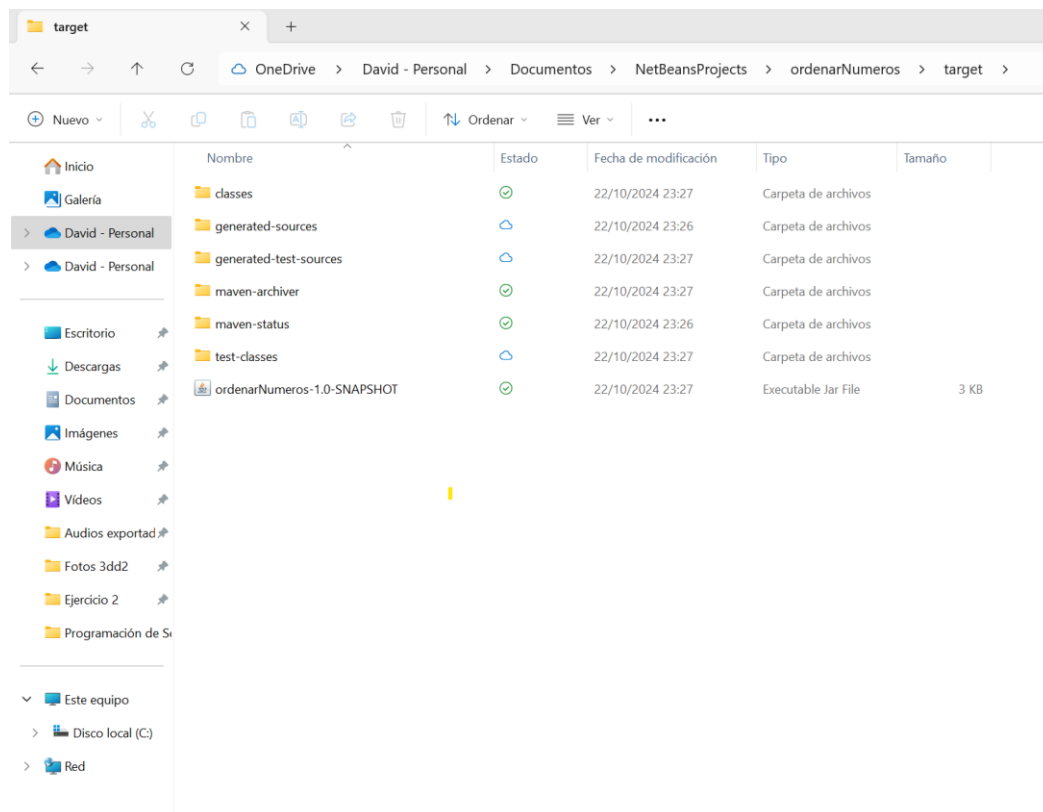 target
OneDrive > David - Personal > Documentos > NetBeansProjects > ordenarNumeros > target >
Nuevo Ordenar Ver ...
Nombre Estado Fecha de modificación Tipo Tamaño
Inicio
Galería
David - Personal
David - Personal
Escritorio
Descargas
Documentos
Imágenes
Música
Vídeos
Audios exportad
Fotos 3dd2
Ejercicio 2
Programación de Se
Este equipo
Disco local (C:)
Red
classes 22/10/2024 23:27 Carpeta de archivos
generated-sources 22/10/2024 23:26 Carpeta de archivos
generated-test-sources 22/10/2024 23:27 Carpeta de archivos
maven-archiver 22/10/2024 23:27 Carpeta de archivos
maven-status 22/10/2024 23:26 Carpeta de archivos
test-classes 22/10/2024 23:27 Carpeta de archivos
ordenarNumeros-1.0-SNAPSHOT 22/10/2024 23:27 Executable Jar File 3 KB